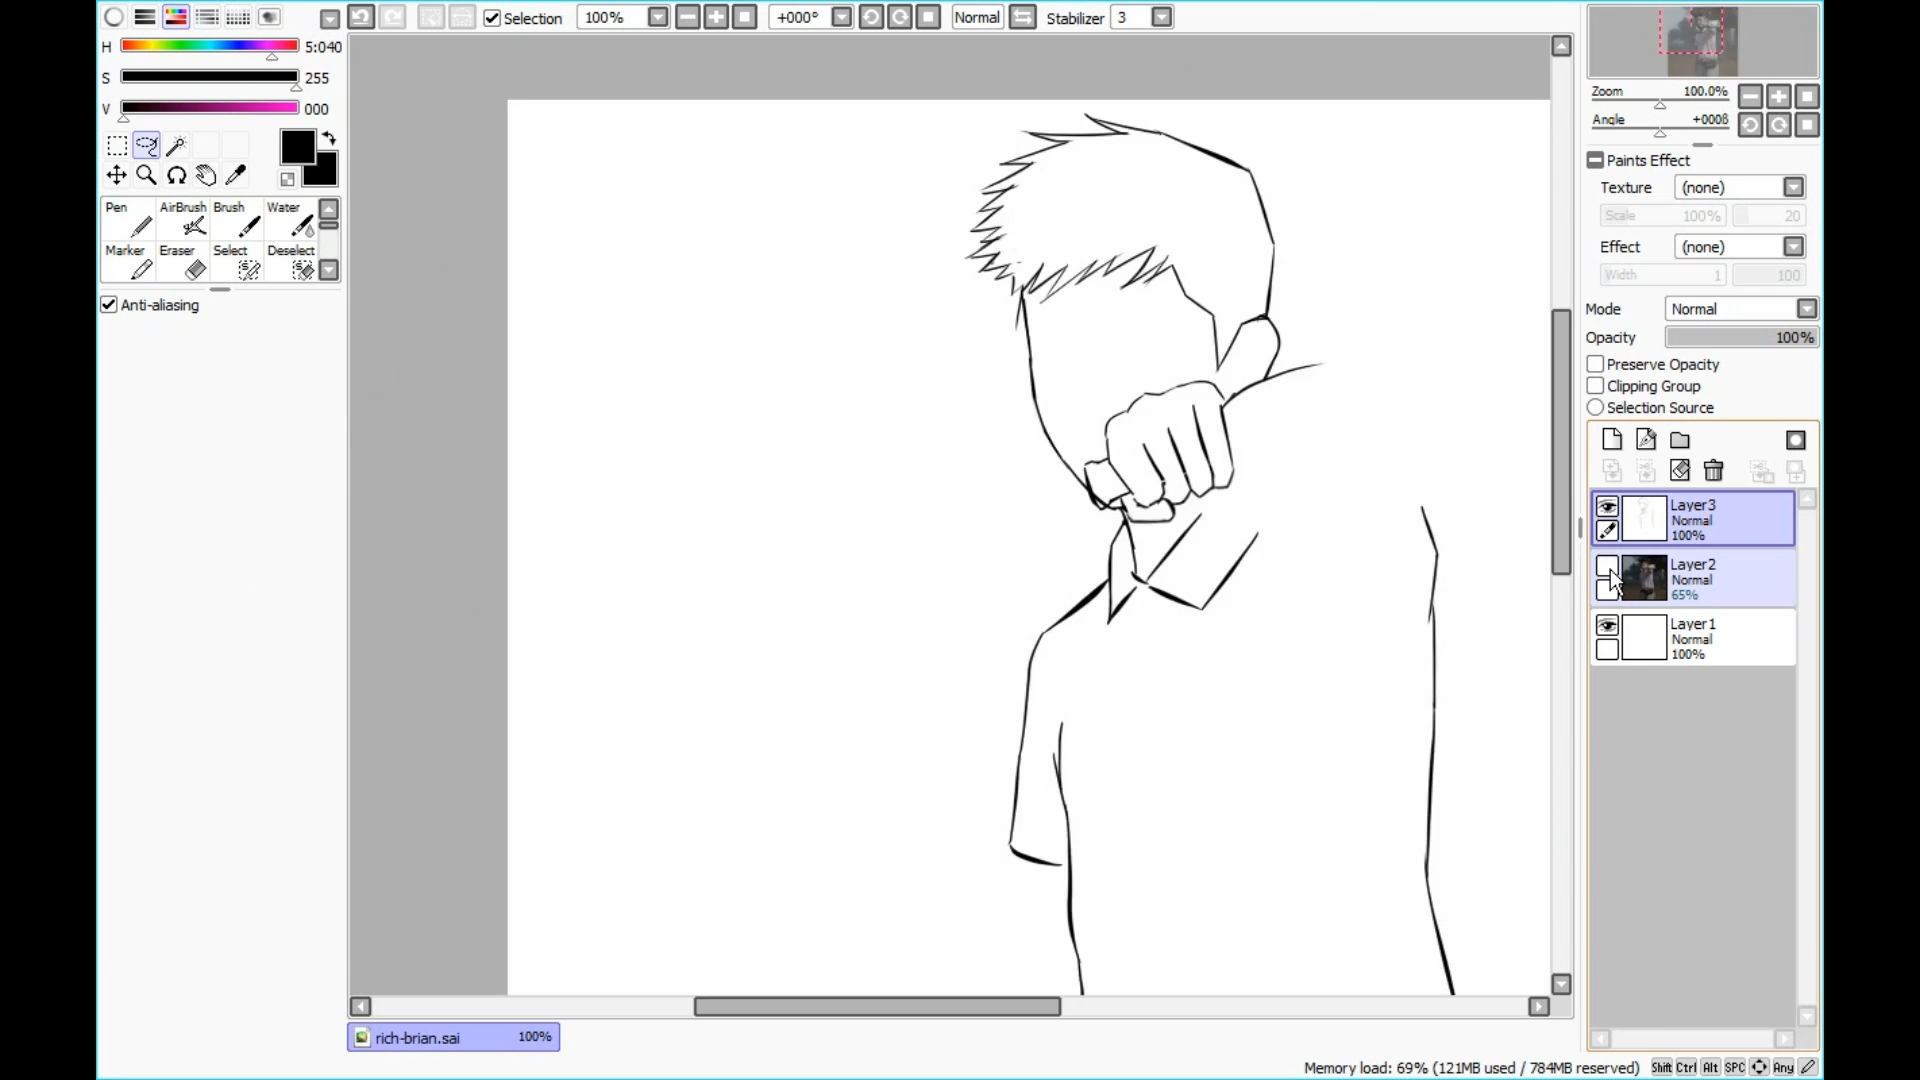 Selection 100% +000° Normal Stabilizer 3
H 5:040
S 255
V 000
Pen AirBrush Brush Water
Marker Eraser Select Deselect
Anti-aliasing
Zoom 100.0%
Angle +0008
Paints Effect
Texture (none)
Scale 100% 20
Effect (none)
Width 1 100
Mode Normal
Opacity 100%
Preserve Opacity
Clipping Group
Selection Source
Layer3
Normal
100%
Layer2
Normal
65%
Layer1
Normal
100%
rich-brian.sai 100%
Memory load: 69% (121MB used / 784MB reserved) Shift Ctrl Alt SPC Any